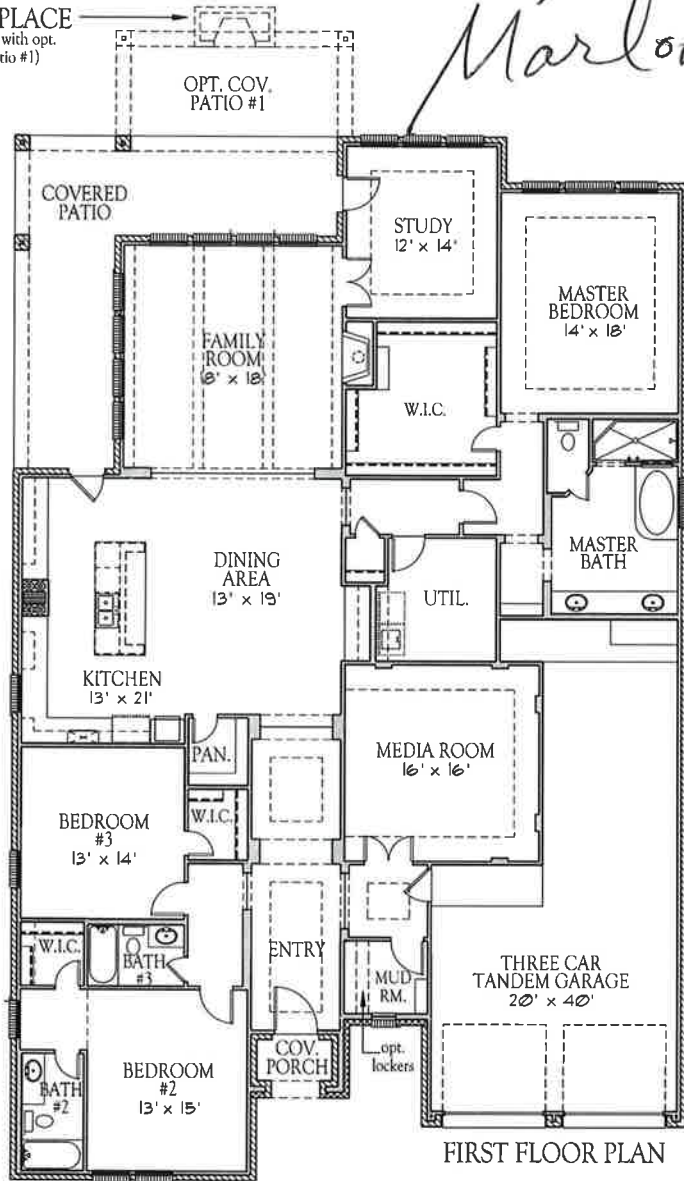 PLACE
with opt.
tio #1)
Marlo
OPT. COV.
PATIO #1
COVERED
PATIO
STUDY
12' x 14'
MASTER
BEDROOM
14' x 18'
FAMILY
ROOM
18' x 18'
W.I.C.
DINING
AREA
13' x 19'
UTIL.
MASTER
BATH
KITCHEN
13' x 21'
PAN.
MEDIA ROOM
16' x 16'
BEDROOM
#3
13' x 14'
W.I.C.
W.I.C.
BATH
#3
ENTRY
MUD
RM.
THREE CAR
TANDEM GARAGE
20' x 40'
BATH
#2
BEDROOM
#2
13' x 15'
COV.
PORCH
opt.
lockers
FIRST FLOOR PLAN